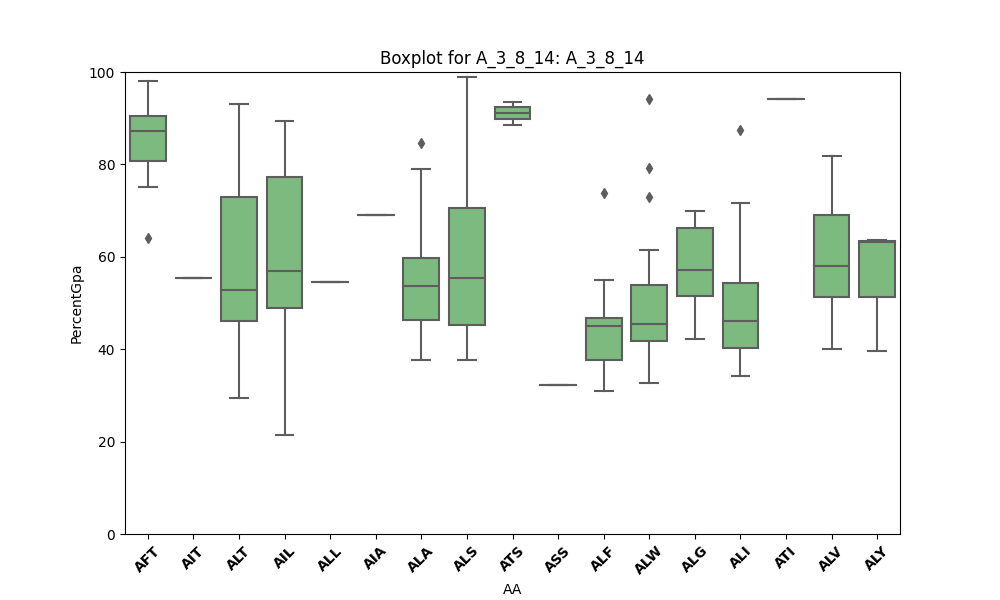 Boxplot for A_3_8_14: A_3_8_14
100
80
60
40
20
0
PercentGpa
AFT AIT ALT AIL ALL AIA ALA ALS ATS ASS ALF ALW ALG ALI ATI ALV ALY
AA